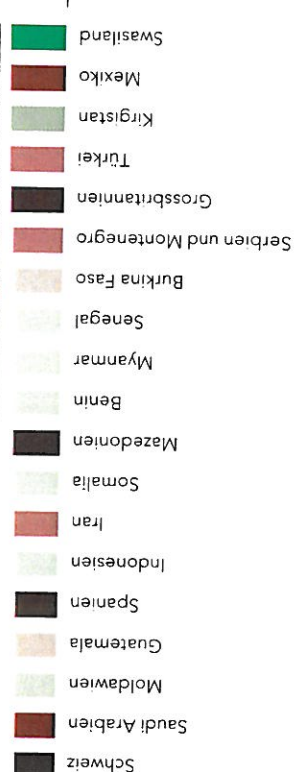 Schweiz
Saudi Arabien
Moldawien
Guatemala
Spanien
Indonesien
Iran
Somalia
Mazedonien
Benin
Myanmar
Senegal
Burkina Faso
Serbien und Montenegro
Grossbritannien
Türkei
Kirgistan
Mexiko
Swasiland